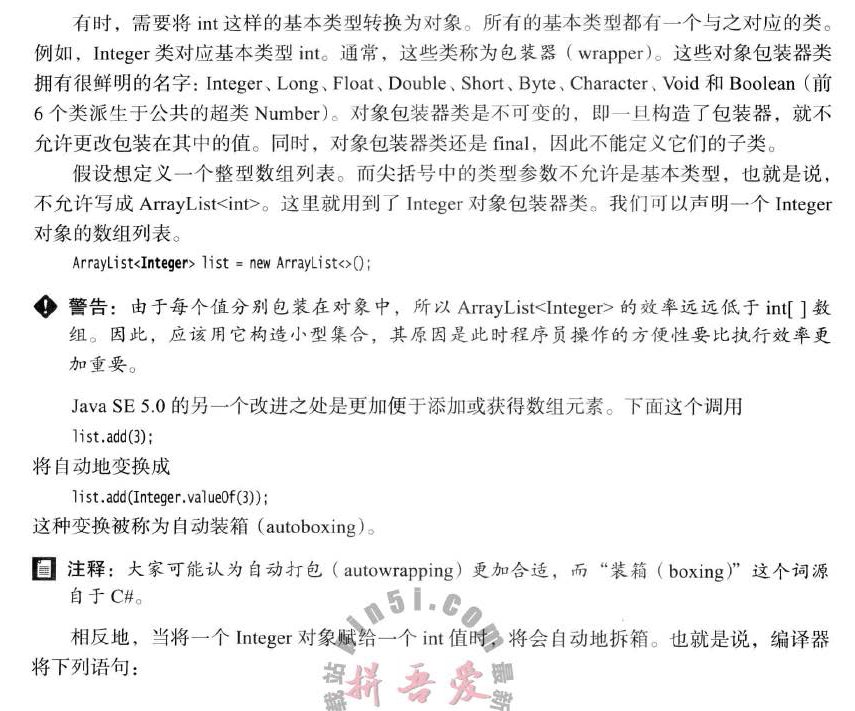 有时，需要将 int 这样的基本类型转换为对象。所有的基本类型都有一个与之对应的类。
例如，Integer 类对应基本类型 int。通常，这些类称为包装器（wrapper）。这些对象包装器类
拥有很鲜明的名字：Integer、Long、Float、Double、Short、Byte、Character、Void 和 Boolean（前
6 个类派生于公共的超类 Number）。对象包装器类是不可变的，即一旦构造了包装器，就不
允许更改包装在其中的值。同时，对象包装器类还是 final，因此不能定义它们的子类。
假设想定义一个整型数组列表。而尖括号中的类型参数不允许是基本类型，也就是说，
不允许写成 ArrayList<int>。这里就用到了 Integer 对象包装器类。我们可以声明一个 Integer
对象的数组列表。
ArrayList<Integer> list = new ArrayList<>();
警告：由于每个值分别包装在对象中，所以 ArrayList<Integer> 的效率远远低于 int[ ] 数
组。因此，应该用它构造小型集合，其原因是此时程序员操作的方便性要比执行效率更
加重要。
Java SE 5.0 的另一个改进之处是更加便于添加或获得数组元素。下面这个调用
list.add(3);
将自动地变换成
list.add(Integer.valueOf(3));
这种变换被称为自动装箱（autoboxing）。
注释：大家可能认为自动打包（autowrapping）更加合适，而“装箱（boxing）”这个词源
自于 C#。
相反地，当将一个 Integer 对象赋给一个 int 值时，将会自动地拆箱。也就是说，编译器
将下列语句：
win51.co
载站 拼吾爱 最新